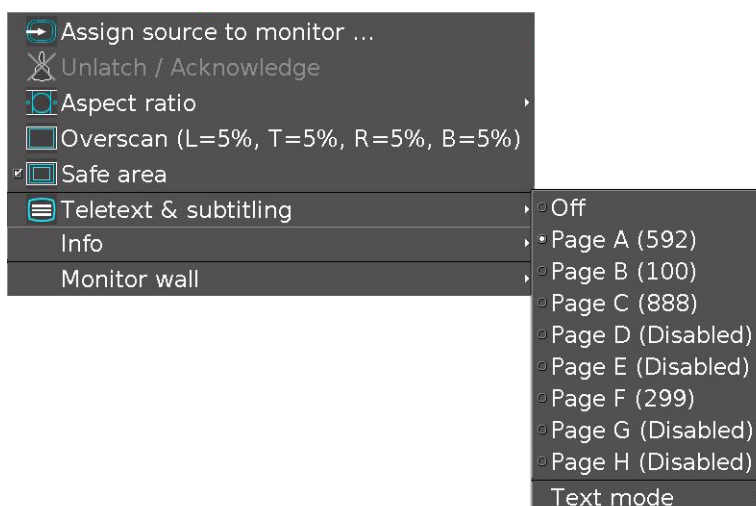 Assign source to monitor ...
Unlatch / Acknowledge
Aspect ratio
Overscan (L=5%, T=5%, R=5%, B=5%)
Safe area
Teletext & subtitling
Info
Monitor wall
Off
Page A (592)
Page B (100)
Page C (888)
Page D (Disabled)
Page E (Disabled)
Page F (299)
Page G (Disabled)
Page H (Disabled)
Text mode